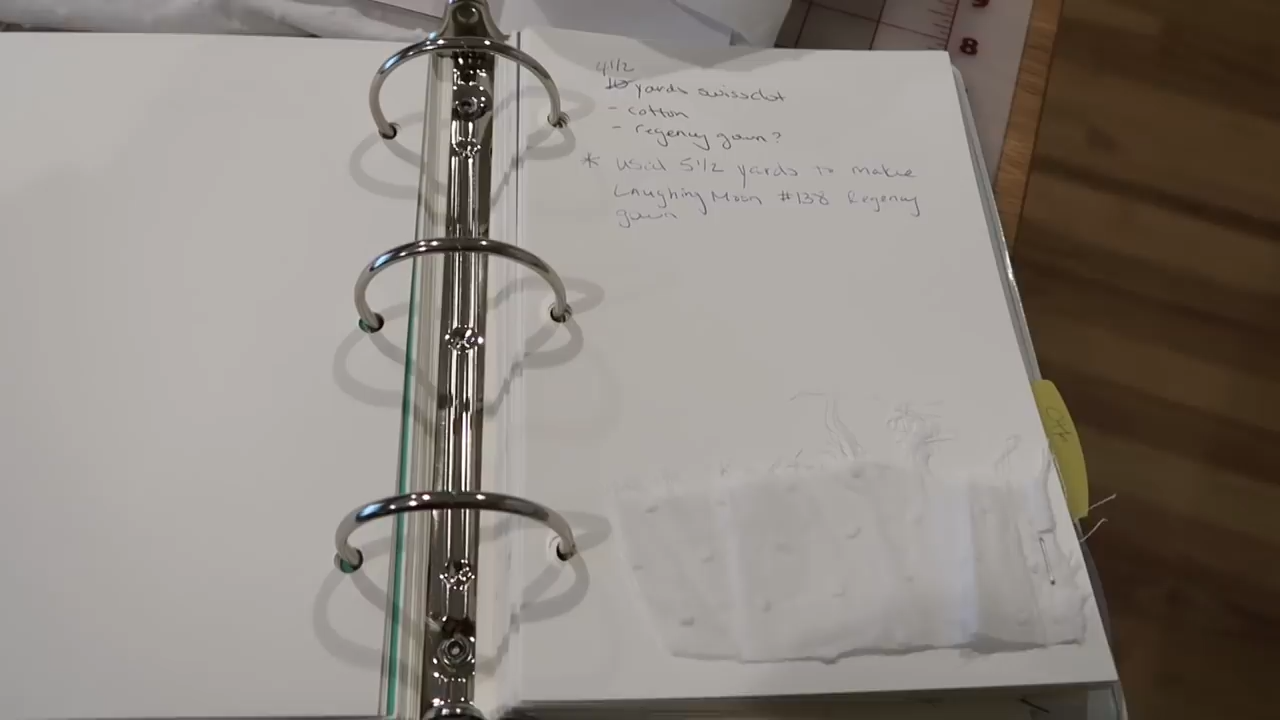 9
8
4 1/2
10 yards swissdot
- cotton
- regency gown?
* Used 5 1/2 yards to make
Laughing Moon #138 Regency
gown